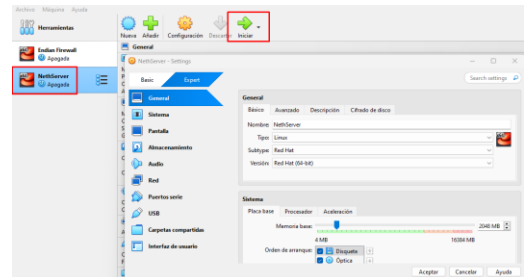 Archivo Máquina Ayuda
Herramientas
Nueva Añadir Configuración Descartar Iniciar
Endian Firewall
Apagada
NethServer
Apagada
General
NethServer - Settings
Basic Expert
Search settings
General
Sistema
Pantalla
Almacenamiento
Audio
Red
Puertos serie
USB
Carpetas compartidas
Interfaz de usuario
General
Básico Avanzado Descripción Cifrado de disco
Nombre: NethServer
Tipo: Linux
Subtype: Red Hat
Versión: Red Hat (64-bit)
Sistema
Placa base Procesador Aceleración
Memoria base: 2048 MB
4 MB 16384 MB
Orden de arranque: Disquete
Óptica
Aceptar Cancelar Ayuda